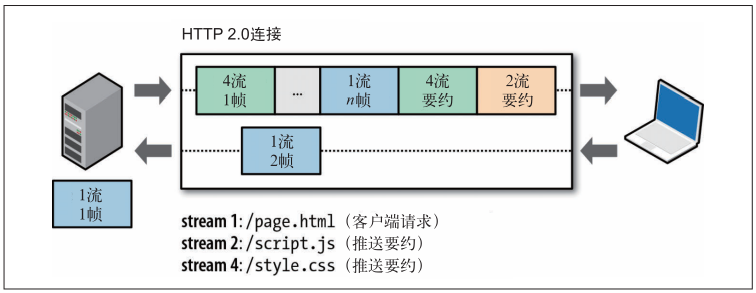 HTTP 2.0连接
4流
1帧
...
1流
n帧
4流
要约
2流
要约
1流
2帧
1流
1帧
stream 1: /page.html（客户端请求）
stream 2: /script.js（推送要约）
stream 4: /style.css（推送要约）